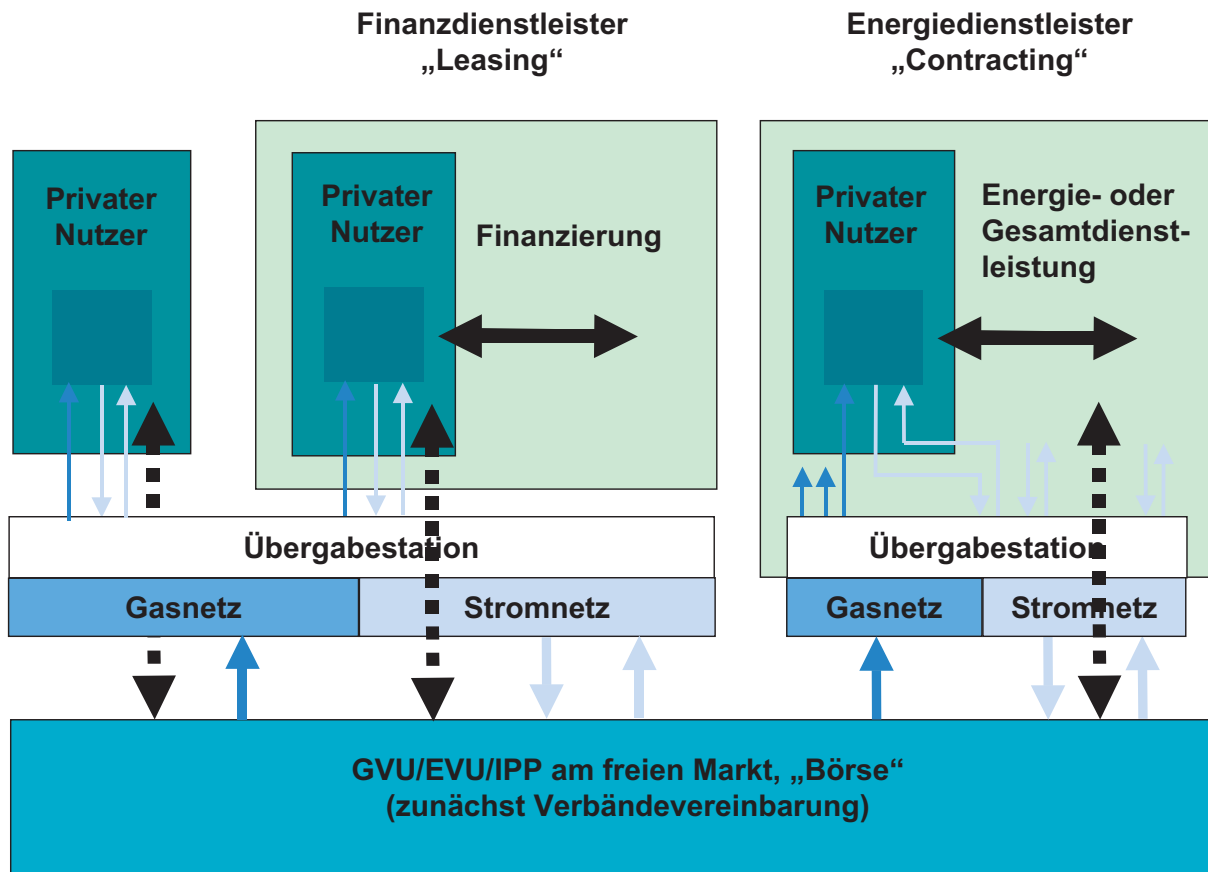 Finanzdienstleister
„Leasing“
Energiedienstleister
„Contracting“
Privater
Nutzer
Privater
Nutzer
Finanzierung
Privater
Nutzer
Energie- oder
Gesamtdienst-
leistung
Übergabestation
Gasnetz
Stromnetz
Übergabestation
Gasnetz
Stromnetz
GVU/EVU/IPP am freien Markt, „Börse“
(zunächst Verbändevereinbarung)